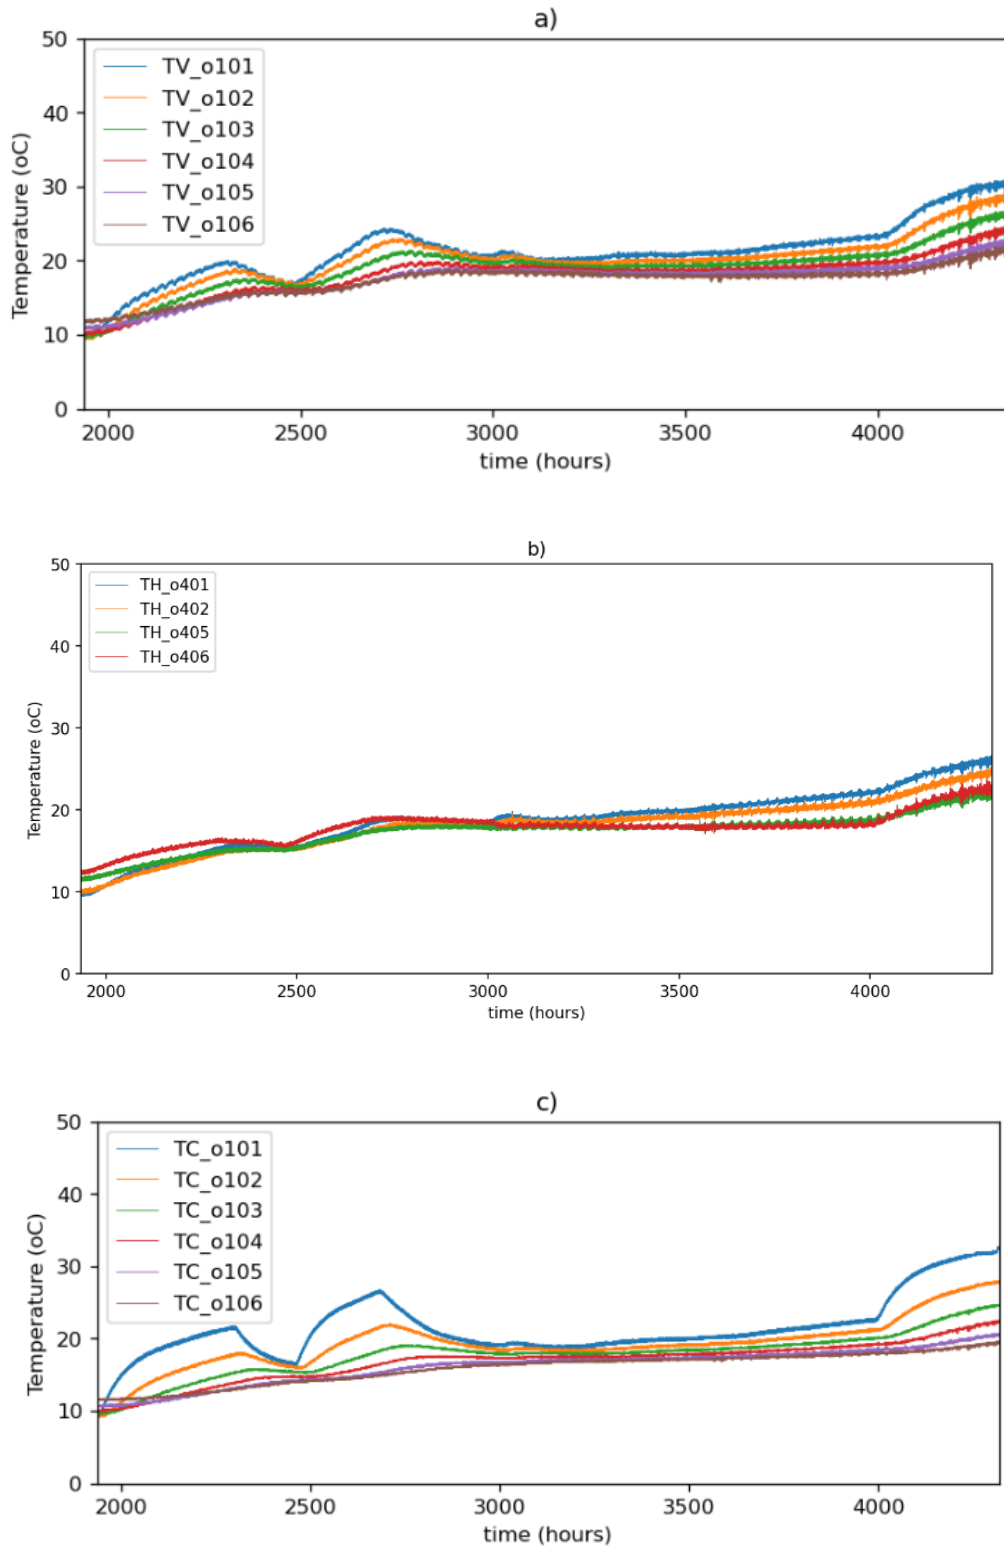 a)
50
40
30
20
10
0
Temperature (oC)
TV_o101
TV_o102
TV_o103
TV_o104
TV_o105
TV_o106
2000 2500 3000 3500 4000
time (hours)
b)
50
40
30
20
10
0
Temperature (oC)
TH_o401
TH_o402
TH_o405
TH_o406
2000 2500 3000 3500 4000
time (hours)
c)
50
40
30
20
10
0
Temperature (oC)
TC_o101
TC_o102
TC_o103
TC_o104
TC_o105
TC_o106
2000 2500 3000 3500 4000
time (hours)